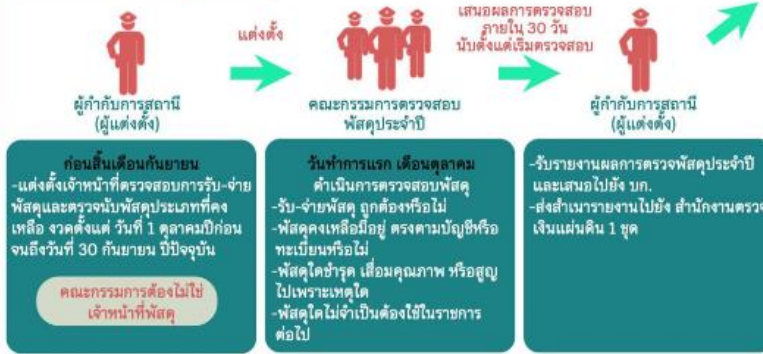 แต่งตั้ง
เสนอผลการตรวจสอบ
ภายใน 30 วัน
นับตั้งแต่เริ่มตรวจสอบ
ผู้กำกับการสถานี
(ผู้แต่งตั้ง)
คณะกรรมการตรวจสอบ
พัสดุประจำปี
ผู้กำกับการสถานี
(ผู้แต่งตั้ง)
ก่อนสิ้นเดือนกันยายน
-แต่งตั้งเจ้าหน้าที่ตรวจสอบการรับ-จ่าย
พัสดุและตรวจนับพัสดุประเภทที่คง
เหลือ งวดตั้งแต่ วันที่ 1 ตุลาคมปีก่อน
จนถึงวันที่ 30 กันยายน ปีปัจจุบัน
คณะกรรมการต้องไม่ใช่
เจ้าหน้าที่พัสดุ
วันทำการแรก เดือนตุลาคม
ดำเนินการตรวจสอบพัสดุ
-รับ-จ่ายพัสดุ ถูกต้องหรือไม่
-พัสดุคงเหลือมีอยู่ ตรงตามบัญชีหรือ
ทะเบียนหรือไม่
-พัสดุใดชำรุด เสื่อมคุณภาพ หรือสูญ
ไปเพราะเหตุใด
-พัสดุใดไม่จำเป็นต้องใช้ในราชการ
ต่อไป
-รับรายงานผลการตรวจพัสดุประจำปี
และเสนอไปยัง บก.
-ส่งสำเนารายงานไปยัง สำนักงานตรวจ
เงินแผ่นดิน 1 ชุด